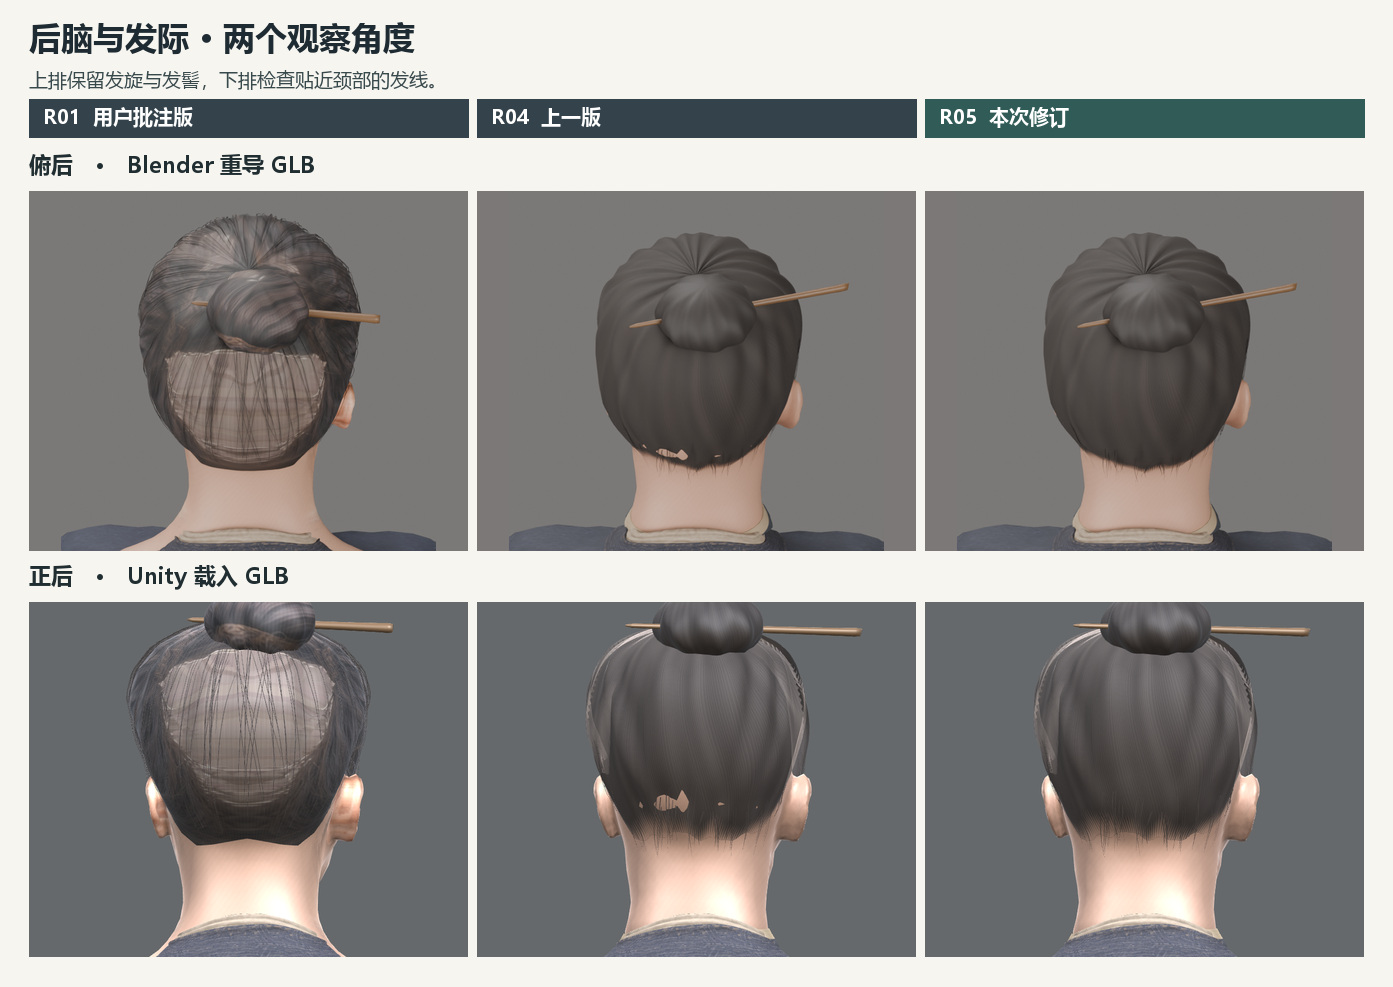 后脑与发际 • 两个观察角度
上排保留发旋与发髻，下排检查贴近颈部的发线。
R01 用户批注版
R04 上一版
R05 本次修订
俯后 • Blender 重导 GLB
正后 • Unity 载入 GLB